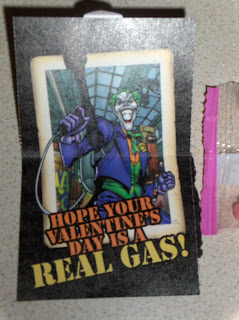 HOPE YOUR
VALENTINE'S
DAY IS A
REAL GAS!